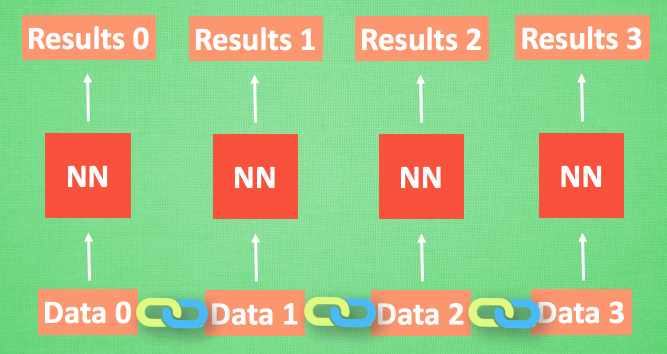 Results 0 Results 1 Results 2 Results 3
NN NN NN NN
Data 0 Data 1 Data 2 Data 3